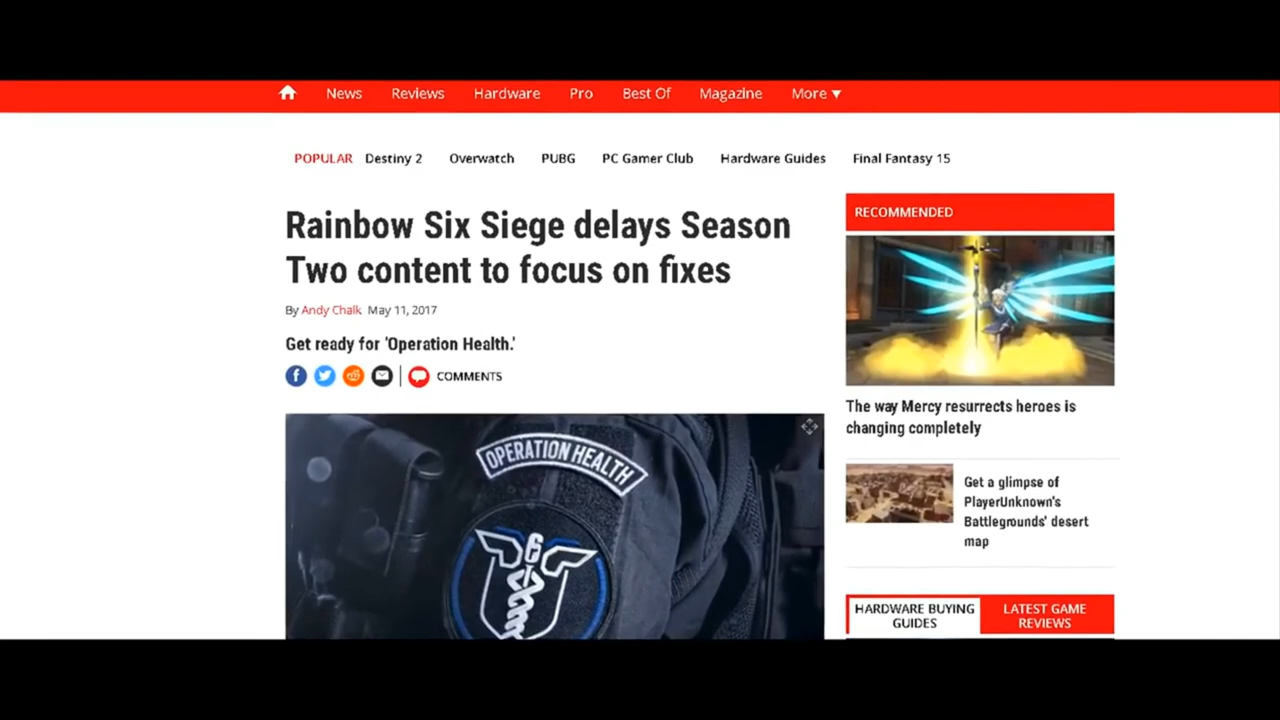 News Reviews Hardware Pro Best Of Magazine More
POPULAR Destiny 2 Overwatch PUBG PC Gamer Club Hardware Guides Final Fantasy 15
Rainbow Six Siege delays Season
Two content to focus on fixes
By Andy Chalk May 11, 2017
Get ready for 'Operation Health.'
COMMENTS
OPERATION HEALTH
6
RECOMMENDED
The way Mercy resurrects heroes is
changing completely
Get a glimpse of
PlayerUnknown's
Battlegrounds' desert
map
HARDWARE BUYING
GUIDES
LATEST GAME
REVIEWS